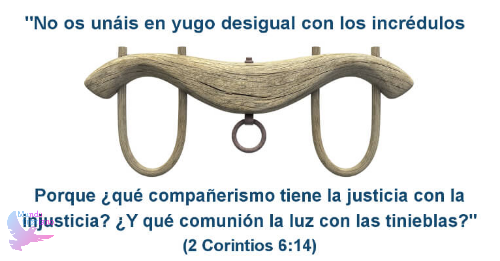 "No os unáis en yugo desigual con los incrédulos
Porque ¿qué compañerismo tiene la justicia con la
injusticia? ¿Y qué comunión la luz con las tinieblas?"
(2 Corintios 6:14)